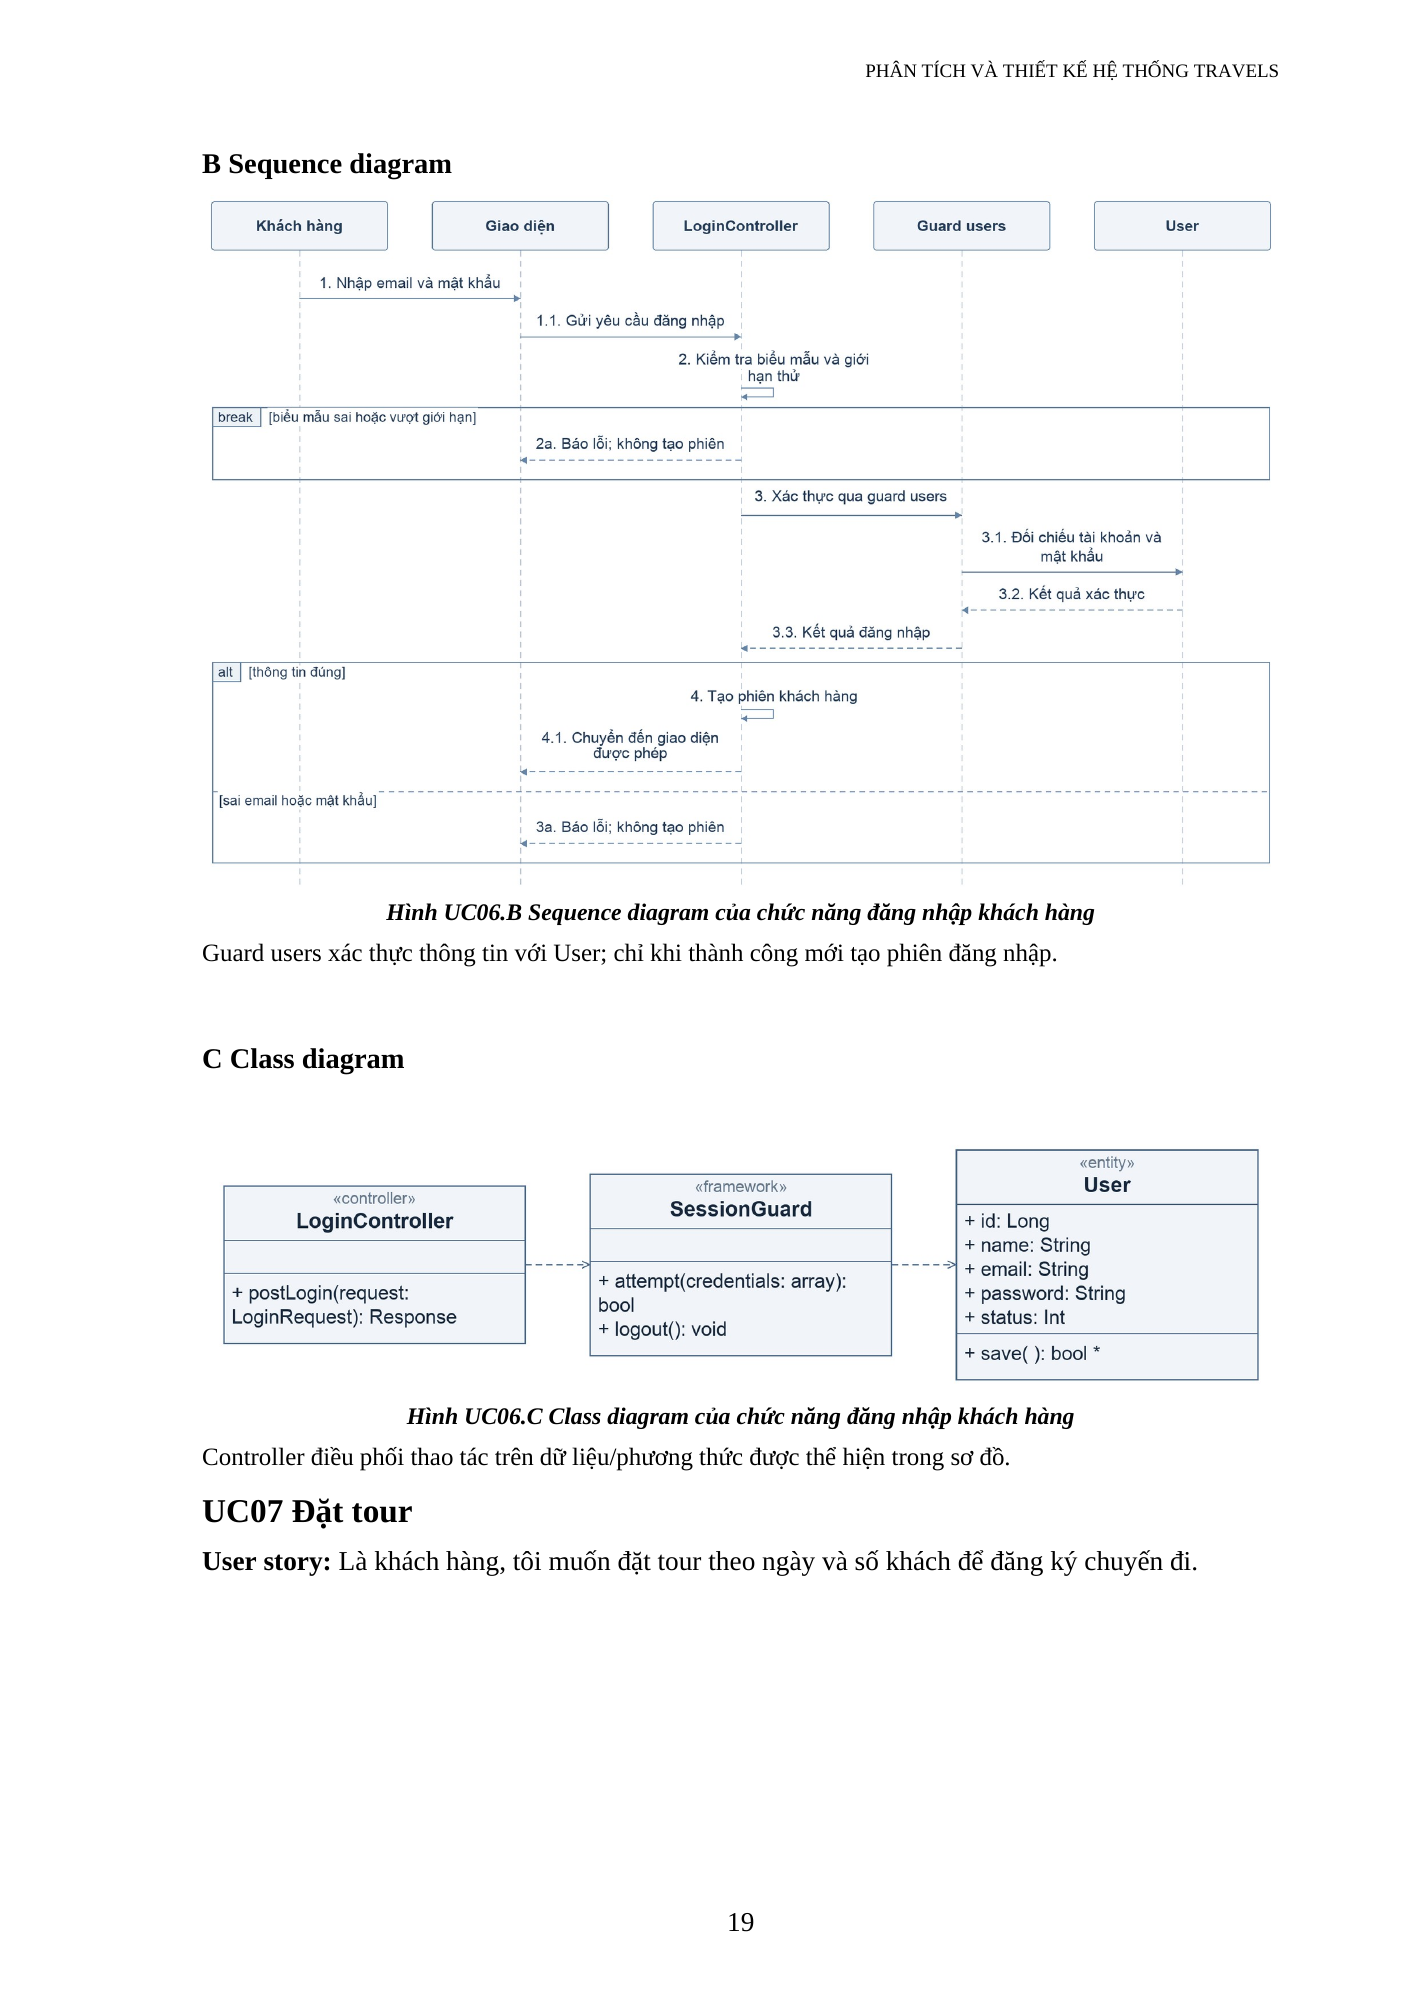 PHÂN TÍCH VÀ THIẾT KẾ HỆ THỐNG TRAVELS
B Sequence diagram
Khách hàng
Giao diện
LoginController
Guard users
User
1. Nhập email và mật khẩu
1.1. Gửi yêu cầu đăng nhập
2. Kiểm tra biểu mẫu và giới
hạn thử
break [biểu mẫu sai hoặc vượt giới hạn]
2a. Báo lỗi; không tạo phiên
3. Xác thực qua guard users
3.1. Đối chiếu tài khoản và
mật khẩu
3.2. Kết quả xác thực
3.3. Kết quả đăng nhập
alt [thông tin đúng]
4. Tạo phiên khách hàng
4.1. Chuyển đến giao diện
được phép
[sai email hoặc mật khẩu]
3a. Báo lỗi; không tạo phiên
Hình UC06.B Sequence diagram của chức năng đăng nhập khách hàng
Guard users xác thực thông tin với User; chỉ khi thành công mới tạo phiên đăng nhập.
C Class diagram
«controller»
LoginController
+ postLogin(request:
LoginRequest): Response
«framework»
SessionGuard
+ attempt(credentials: array):
bool
+ logout(): void
«entity»
User
+ id: Long
+ name: String
+ email: String
+ password: String
+ status: Int
+ save( ): bool *
Hình UC06.C Class diagram của chức năng đăng nhập khách hàng
Controller điều phối thao tác trên dữ liệu/phương thức được thể hiện trong sơ đồ.
UC07 Đặt tour
User story: Là khách hàng, tôi muốn đặt tour theo ngày và số khách để đăng ký chuyến đi.
19